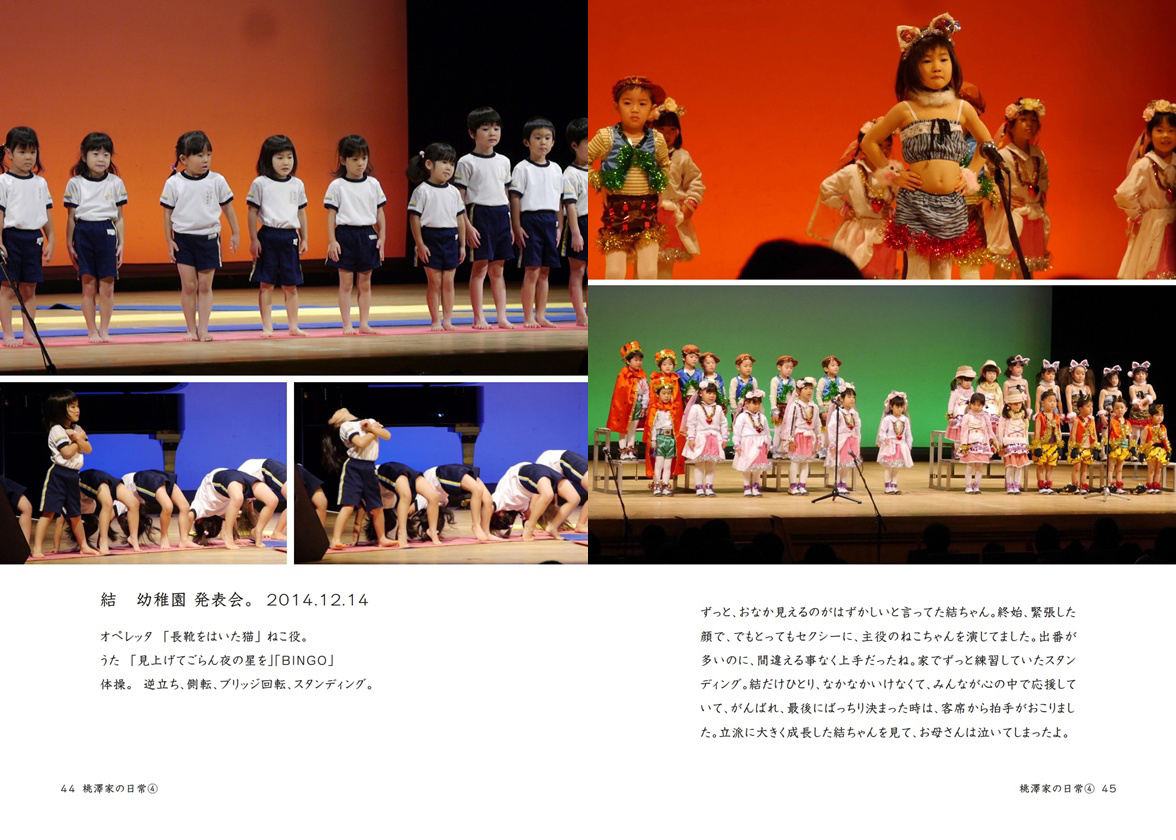 結　幼稚園 発表会。 2014.12.14
オペレッタ 「長靴をはいた猫」 ねこ役。
うた 「見上げてごらん夜の星を」「BINGO」
体操。 逆立ち、側転、ブリッジ回転、スタンディング。
44 桃澤家の日常④
ずっと、おなか見えるのがはずかしいと言ってた結ちゃん。終始、緊張した
顔で、でもとってもセクシーに、主役のねこちゃんを演じてました。出番が
多いのに、間違える事なく上手だったね。家でずっと練習していたスタン
ディング。結だけひとり、なかなかいけなくて、みんなが心の中で応援して
いて、がんばれ、最後にばっちり決まった時は、客席から拍手がおこりまし
た。立派に大きく成長した結ちゃんを見て、お母さんは泣いてしまったよ。
桃澤家の日常④ 45